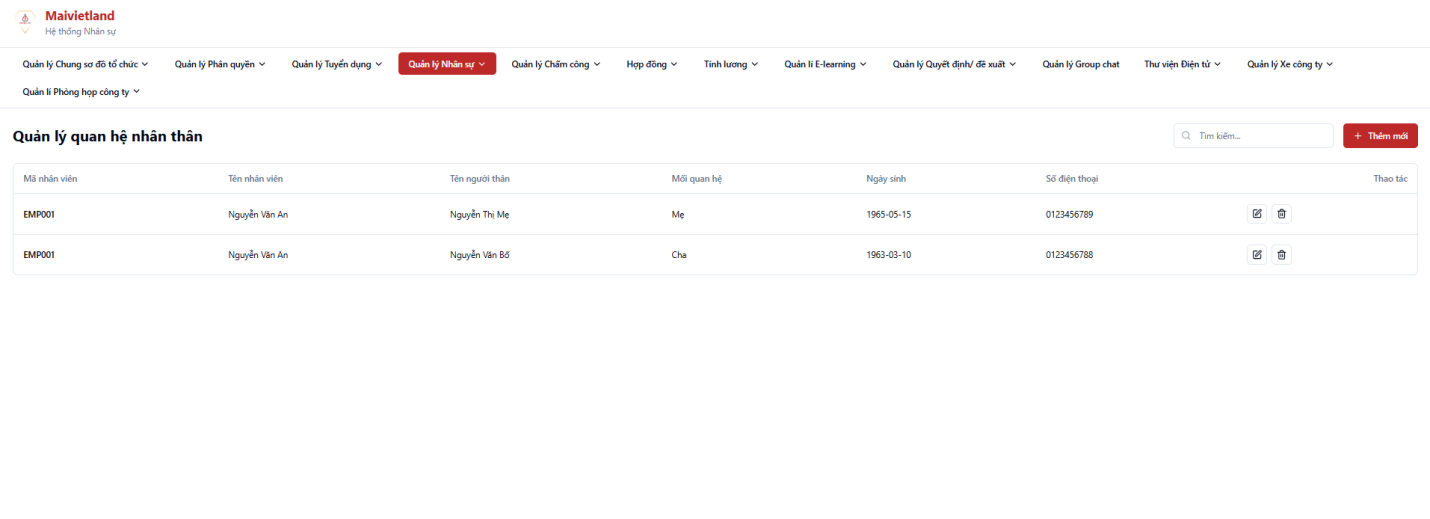 Maivietland
Hệ thống Nhân sự
Quản lý Chung sơ đồ tổ chức Quản lý Phân quyền Quản lý Tuyển dụng Quản lý Nhân sự Quản lý Chấm công Hợp đồng Tính lương Quản lí E-learning Quản lý Quyết định/ đề xuất Quản lý Group chat Thư viện Điện tử Quản lý Xe công ty
Quản lí Phòng họp công ty
Quản lý quan hệ nhân thân Tìm kiếm... + Thêm mới
Mã nhân viên Tên nhân viên Tên người thân Mối quan hệ Ngày sinh Số điện thoại Thao tác
EMP001 Nguyễn Văn An Nguyễn Thị Mẹ Mẹ 1965-05-15 0123456789
EMP001 Nguyễn Văn An Nguyễn Văn Bố Cha 1963-03-10 0123456788